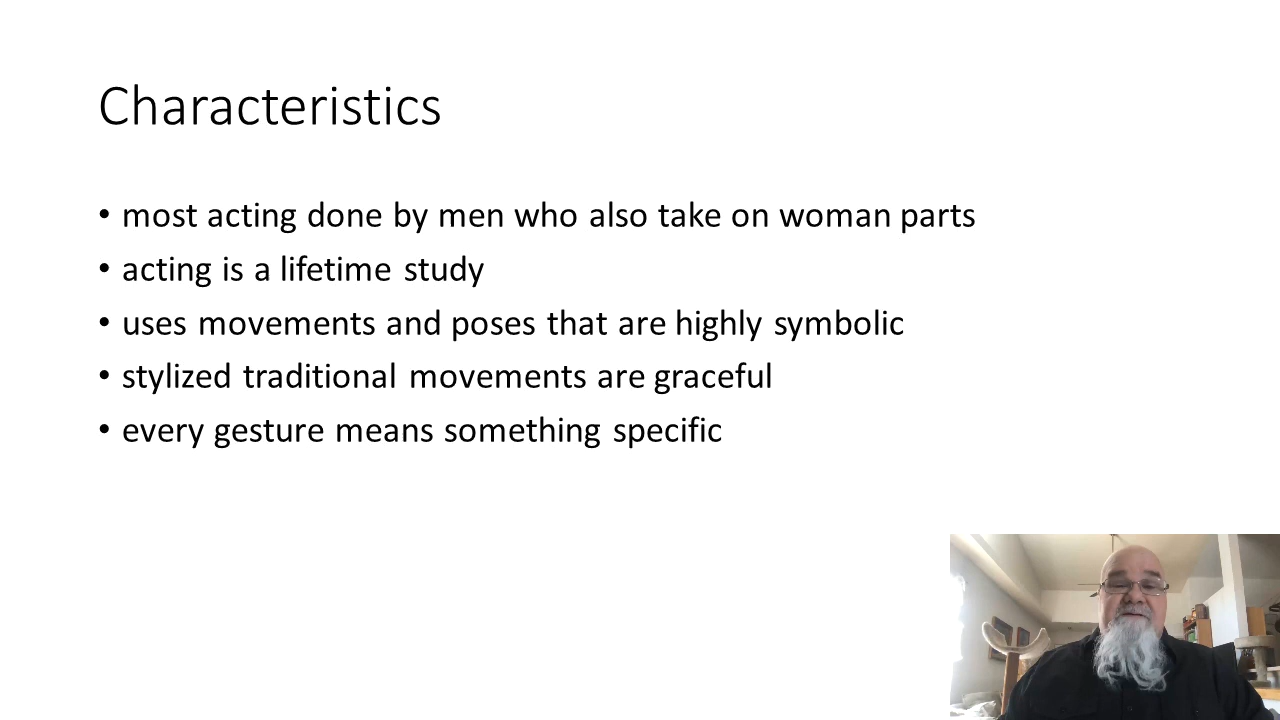 Characteristics
• most acting done by men who also take on woman parts
• acting is a lifetime study
• uses movements and poses that are highly symbolic
• stylized traditional movements are graceful
• every gesture means something specific